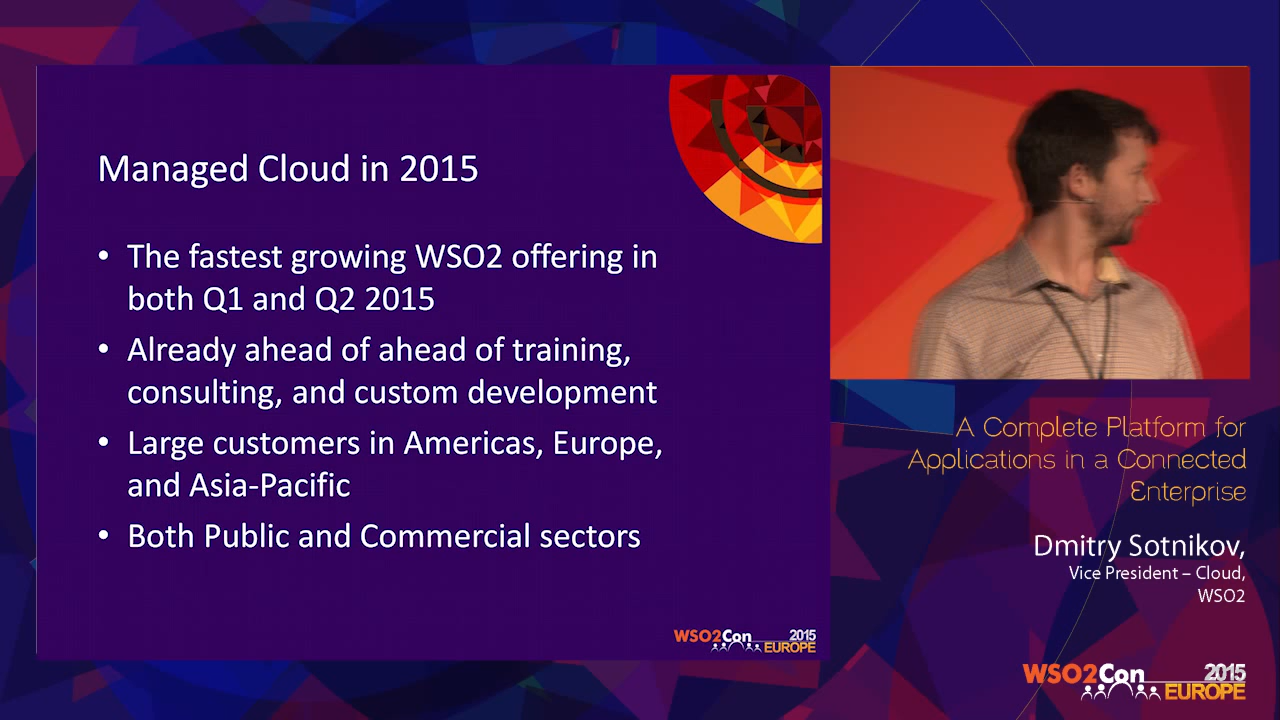 Managed Cloud in 2015
• The fastest growing WSO2 offering in
both Q1 and Q2 2015
• Already ahead of ahead of training,
consulting, and custom development
• Large customers in Americas, Europe,
and Asia-Pacific
• Both Public and Commercial sectors
WSO2Con 2015
EUROPE
A Complete Platform for
Applications in a Connected
Enterprise
Dmitry Sotnikov,
Vice President – Cloud,
WSO2
WSO2Con 2015
EUROPE